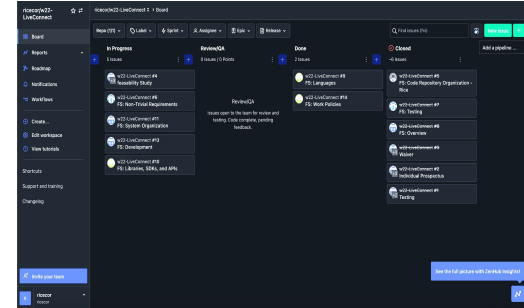 ricecor/w22-
LiveConnect
ricecor/w22-LiveConnect > Board
Board
Reports
Roadmap
Notifications
Workflows
Create...
Edit workspace
View tutorials
Shortcuts
Support and training
Changelog
Invite your team
ricecor
ricecor
Repo (1/1)
Label
Sprint
Assignee
Epic
Release
Find issues (/H)
New Issue
Add a pipeline ...
In Progress
5 Issues
w22-LiveConnect #4
feasability Study
w22-LiveConnect #6
FS: Non-Trivial Requirements
w22-LiveConnect #11
FS: System Organization
w22-LiveConnect #13
FS: Development
w22-LiveConnect #10
FS: Libraries, SDKs, and APIs
Review/QA
0 Issues | 0 Points
Review/QA
Issues open to the team for review and
testing. Code complete, pending
feedback.
Done
2 Issues
w22-LiveConnect #9
FS: Languages
w22-LiveConnect #14
FS: Work Policies
Closed
~6 Issues
w22-LiveConnect #5
FS: Code Repository Organization -
Rice
w22-LiveConnect #7
FS: Testing
w22-LiveConnect #8
FS: Overview
Waiver
w22-LiveConnect #2
Individual Prospectus
w22-LiveConnect #1
Testing
See the full picture with ZenHub Insights!